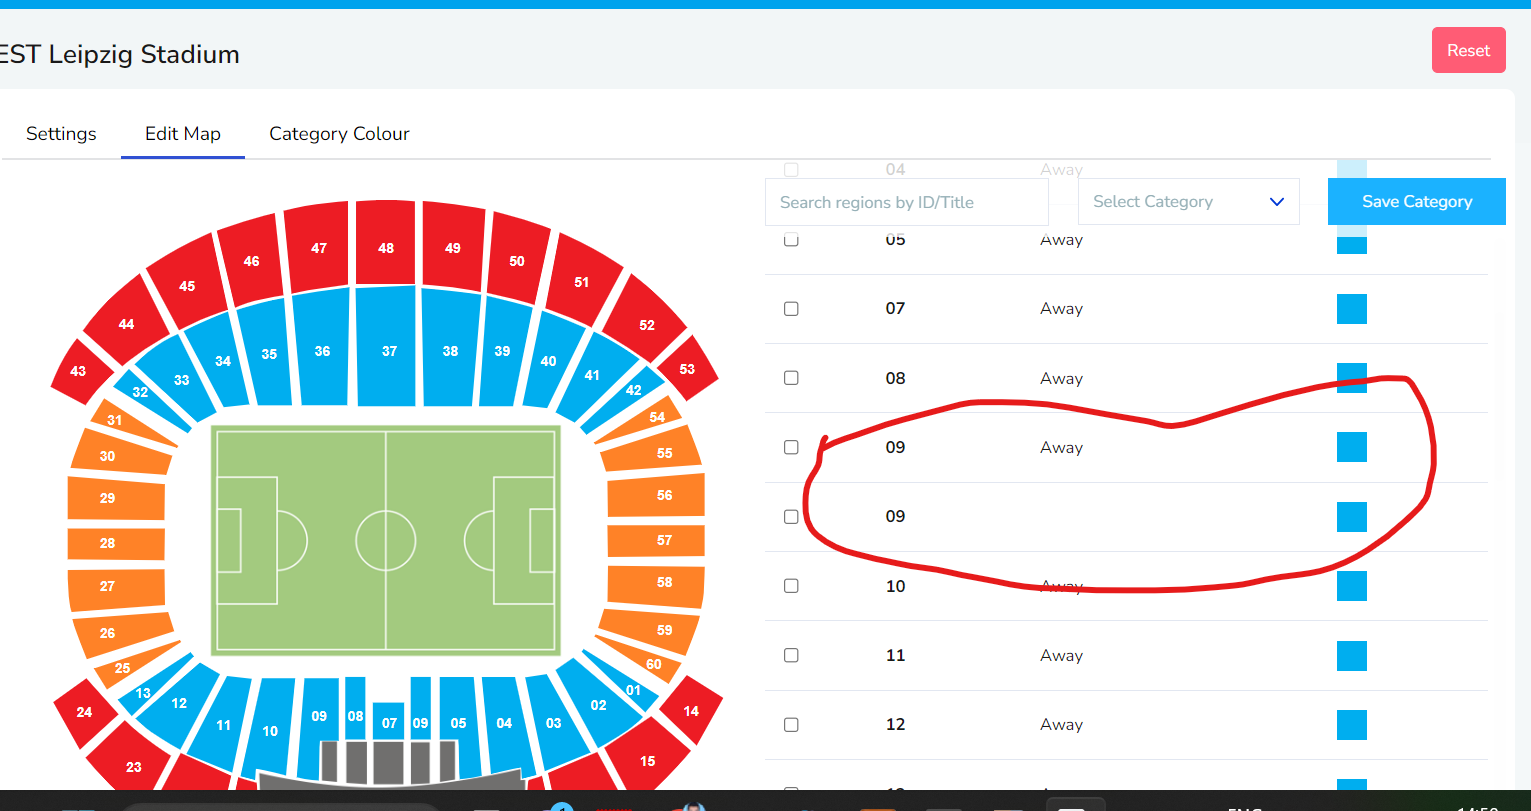 EST Leipzig Stadium
Reset
Settings Edit Map Category Colour
04 Away
Search regions by ID/Title Select Category Save Category
05 Away
07 Away
08 Away
09 Away
09
10 Away
11 Away
12 Away
47 48 49
46 50
45 51
44 52
43 53
36 37 38
35 39
34 40
33 41
32 42
31 54
30 55
29 56
28 57
27 58
26 59
25 60
13 01
12 02
24 14
11 10 09 08 07 09 05 04 03
23 15
1
ENG